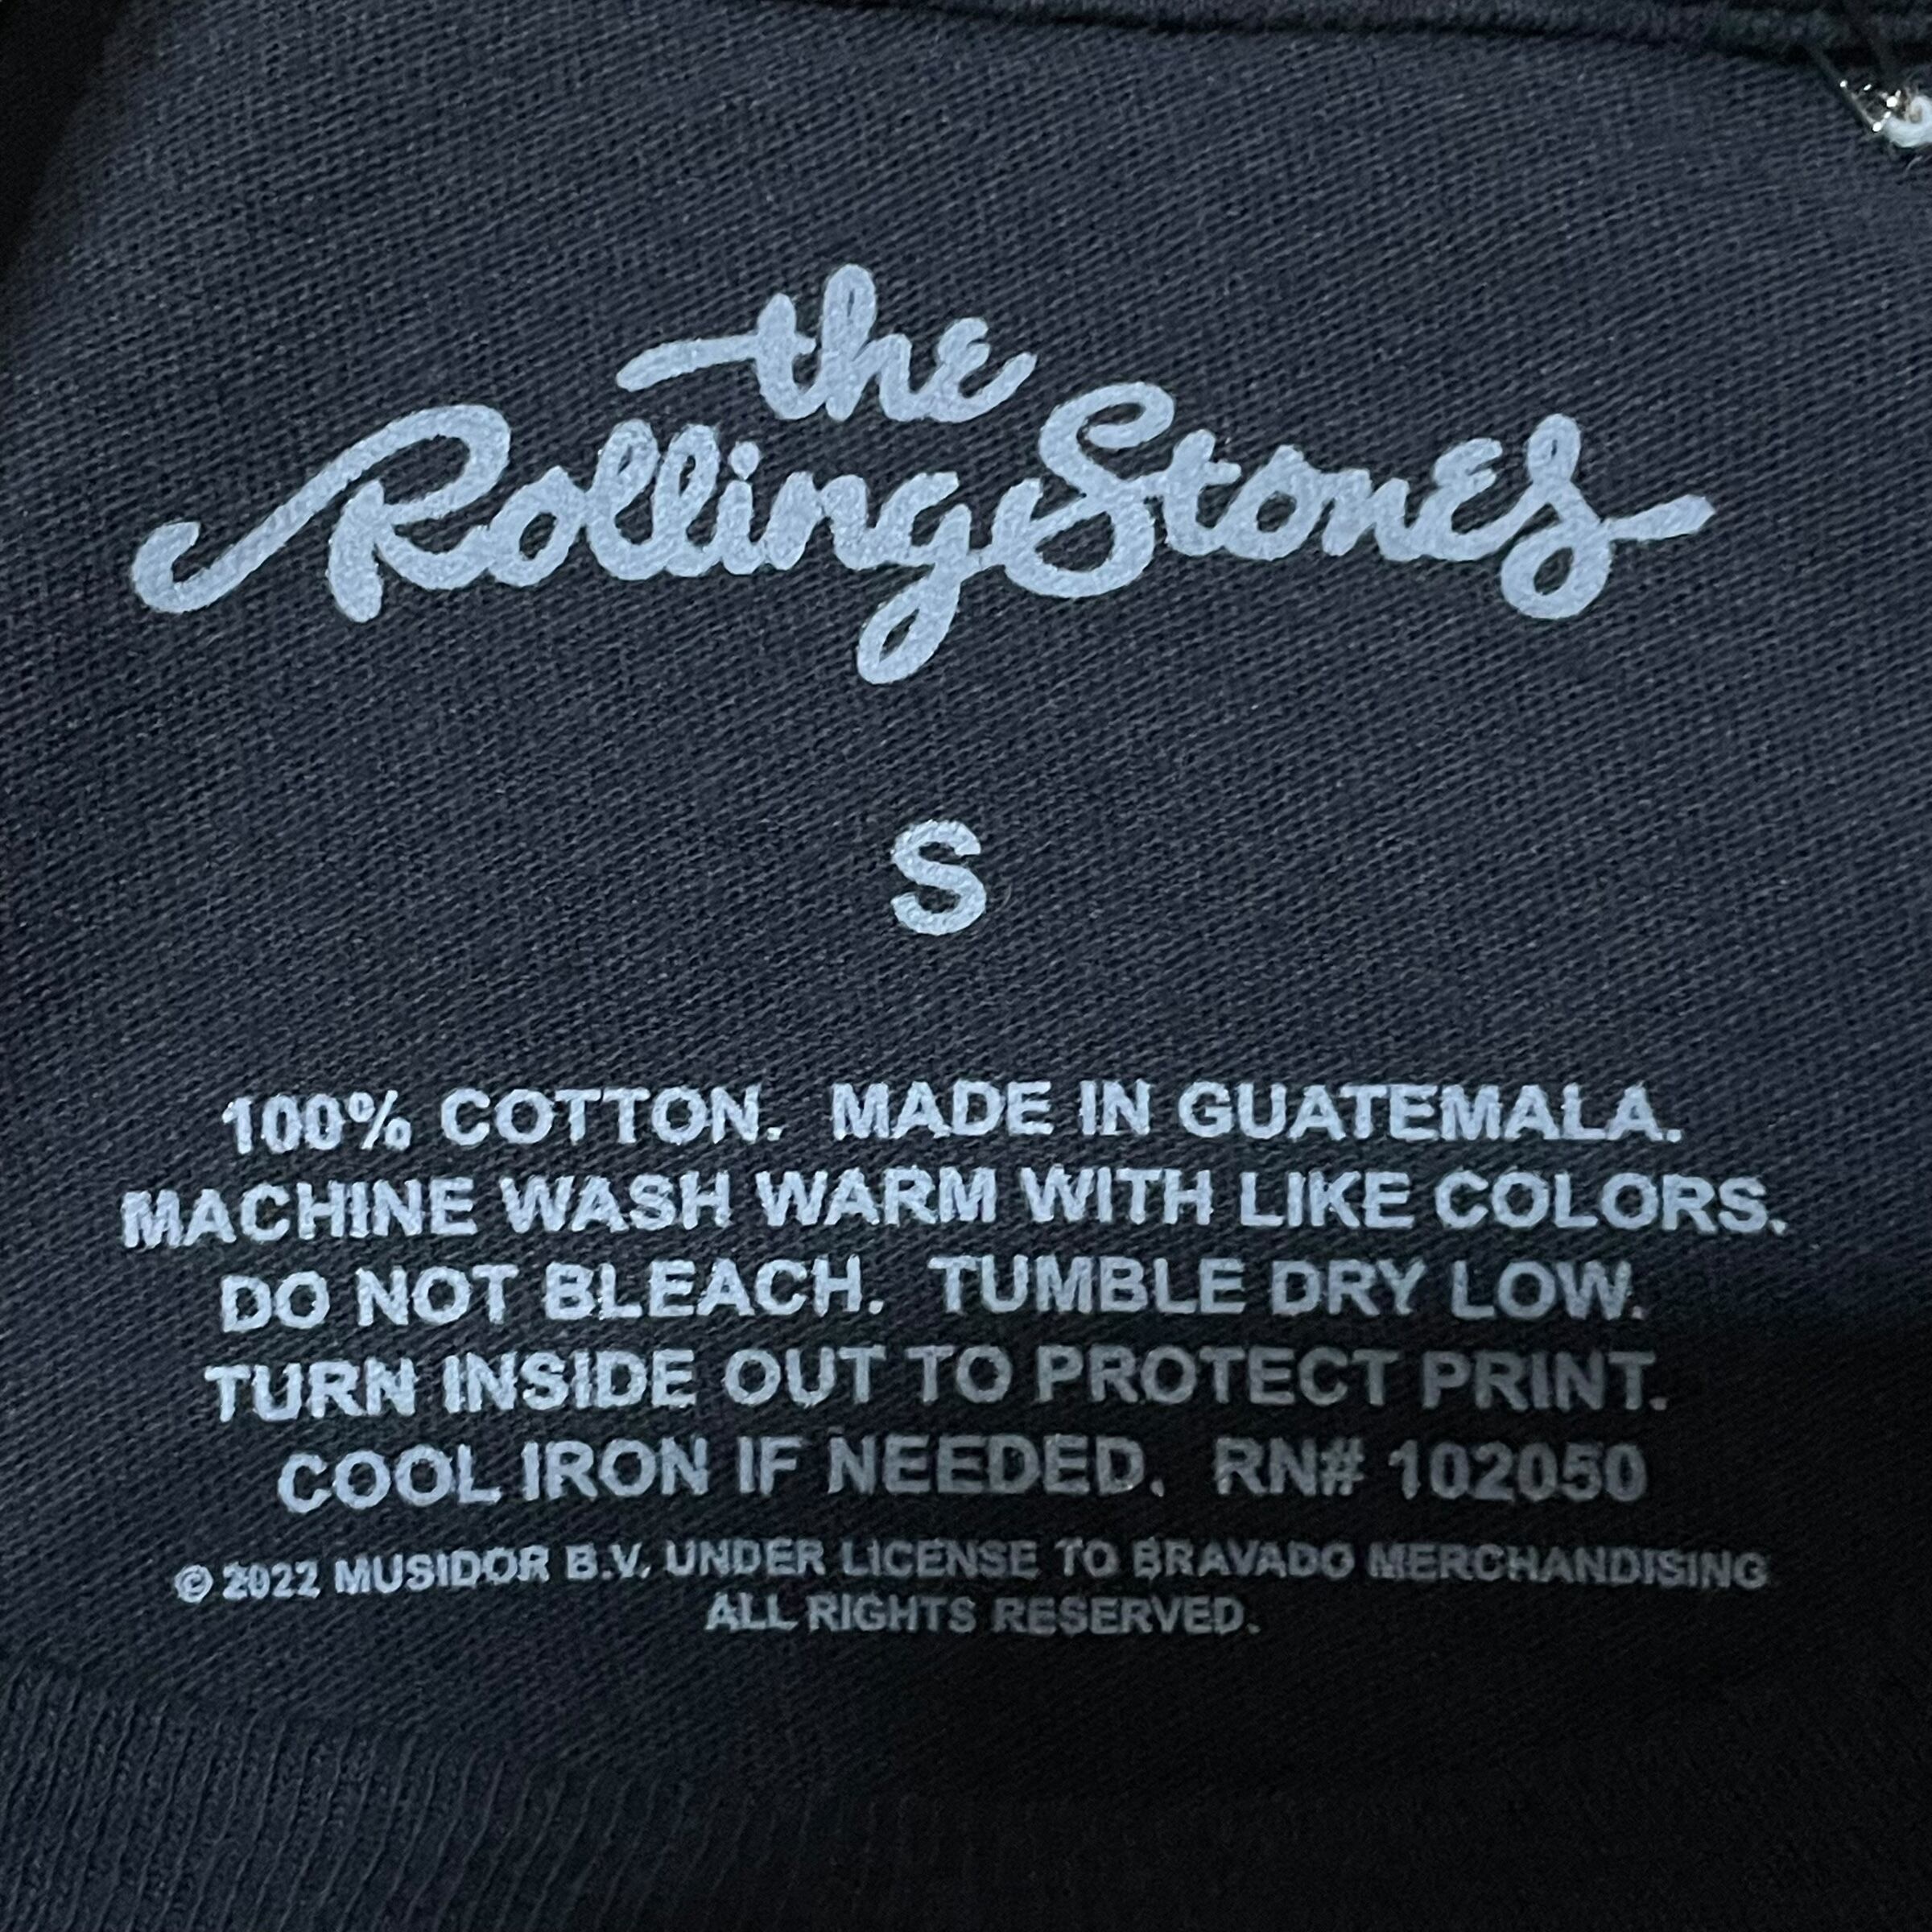 the
Rolling Stones
S
100% COTTON. MADE IN GUATEMALA.
MACHINE WASH WARM WITH LIKE COLORS.
DO NOT BLEACH. TUMBLE DRY LOW.
TURN INSIDE OUT TO PROTECT PRINT.
COOL IRON IF NEEDED. RN# 102050
© 2022 MUSIDOR B.V. UNDER LICENSE TO BRAVADO MERCHANDISING
ALL RIGHTS RESERVED.